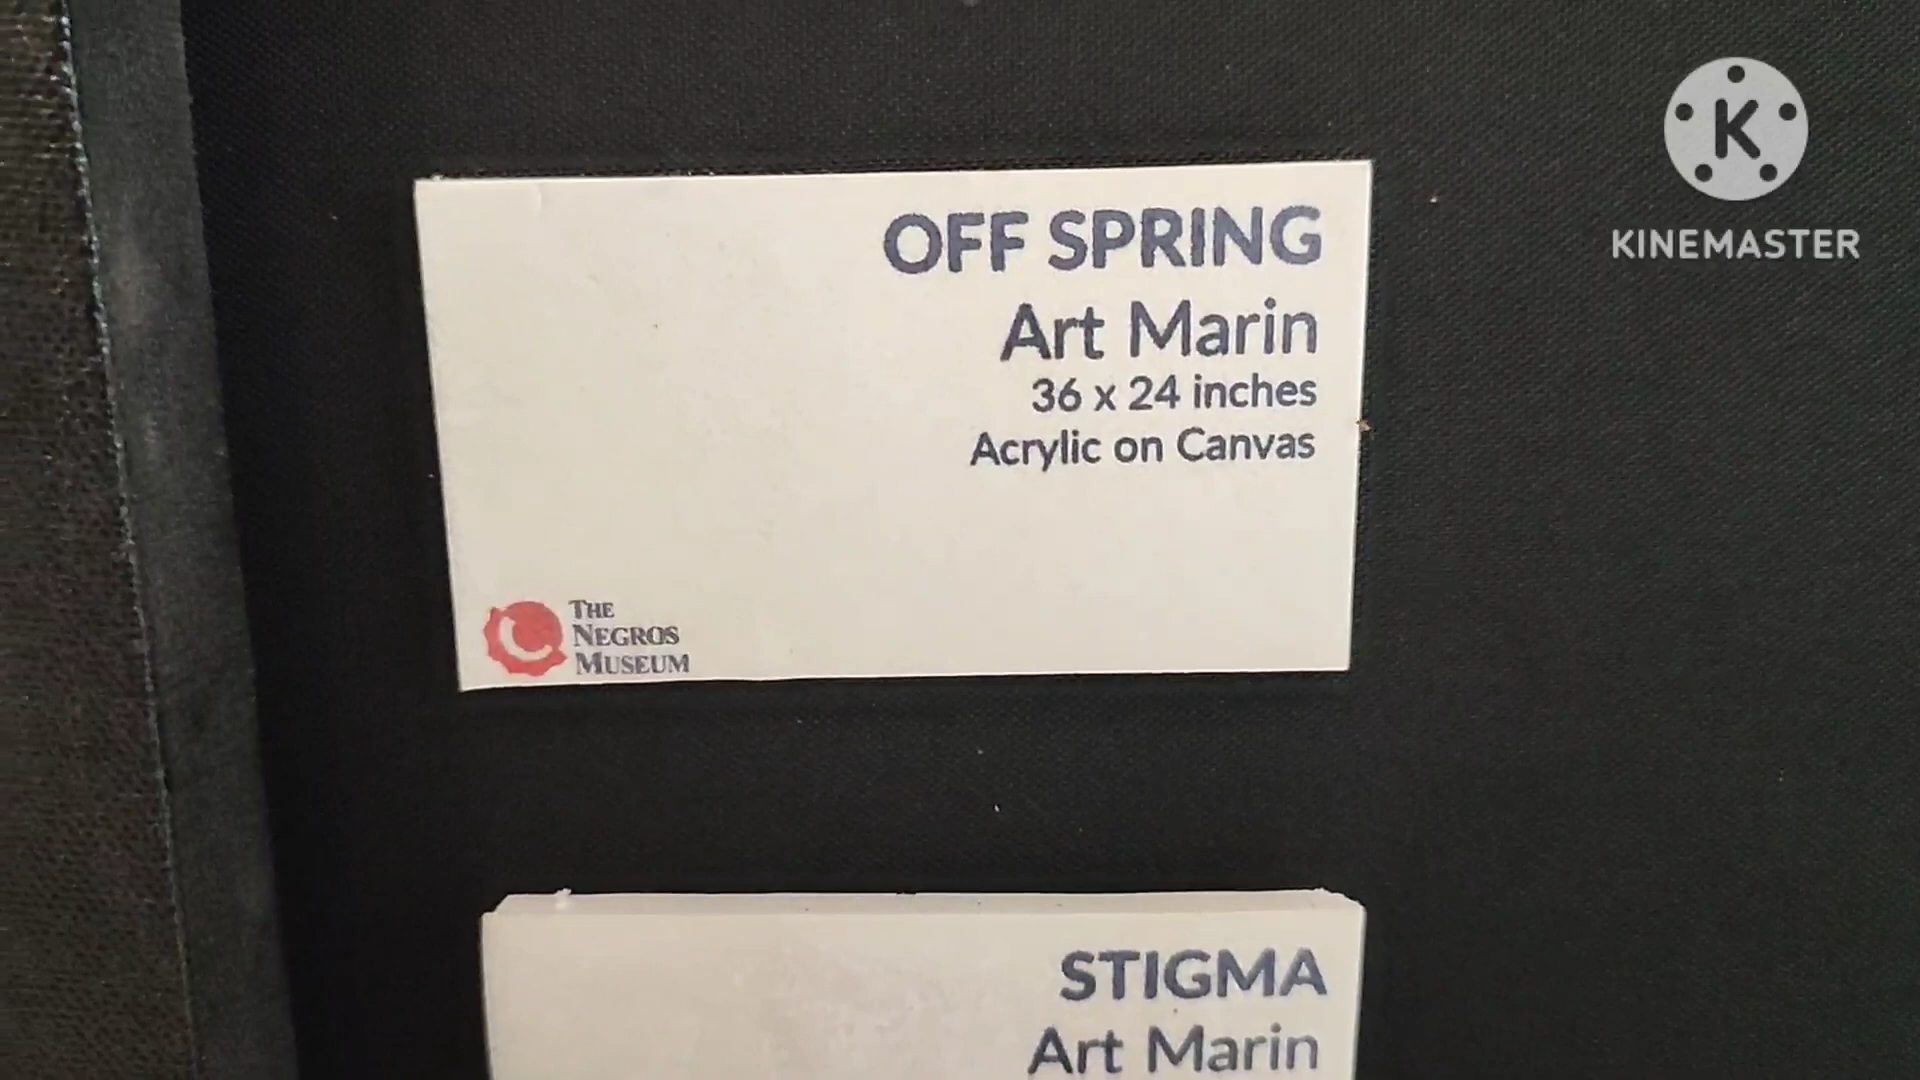 OFF SPRING
Art Marin
36 x 24 inches
Acrylic on Canvas
THE
NEGROS
MUSEUM
STIGMA
Art Marin
K
KINEMASTER